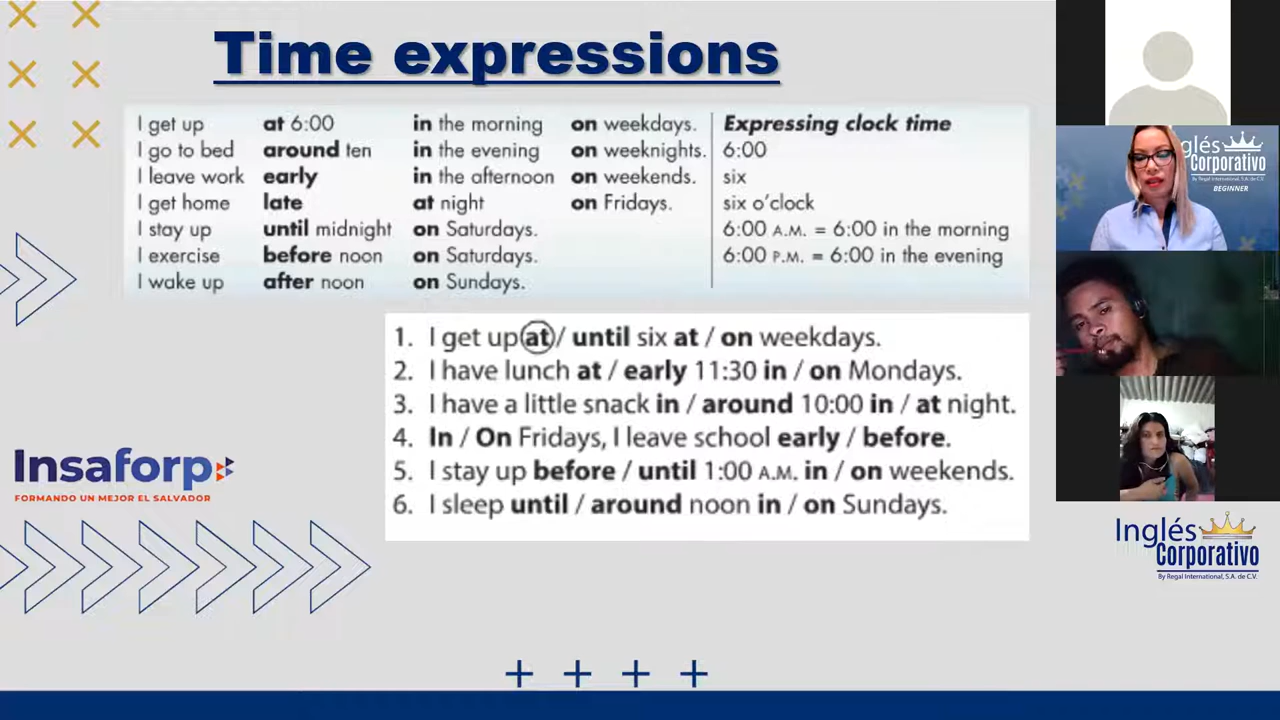 Time expressions
I get up at 6:00 in the morning on weekdays. Expressing clock time
I go to bed around ten in the evening on weeknights. 6:00
I leave work early in the afternoon on weekends. six
I get home late at night on Fridays. six o'clock
I stay up until midnight on Saturdays. 6:00 A.M. = 6:00 in the morning
I exercise before noon on Saturdays. 6:00 P.M. = 6:00 in the evening
I wake up after noon on Sundays.
1. I get up at / until six at / on weekdays.
2. I have lunch at / early 11:30 in / on Mondays.
3. I have a little snack in / around 10:00 in / at night.
4. In / On Fridays, I leave school early / before.
5. I stay up before / until 1:00 A.M. in / on weekends.
6. I sleep until / around noon in / on Sundays.
Insaforp
FORMANDO UN MEJOR EL SALVADOR
glés
Corporativo
By Regal International, S.A. de C.V.
BEGINNER
Inglés
Corporativo
By Regal International, S.A. de C.V.